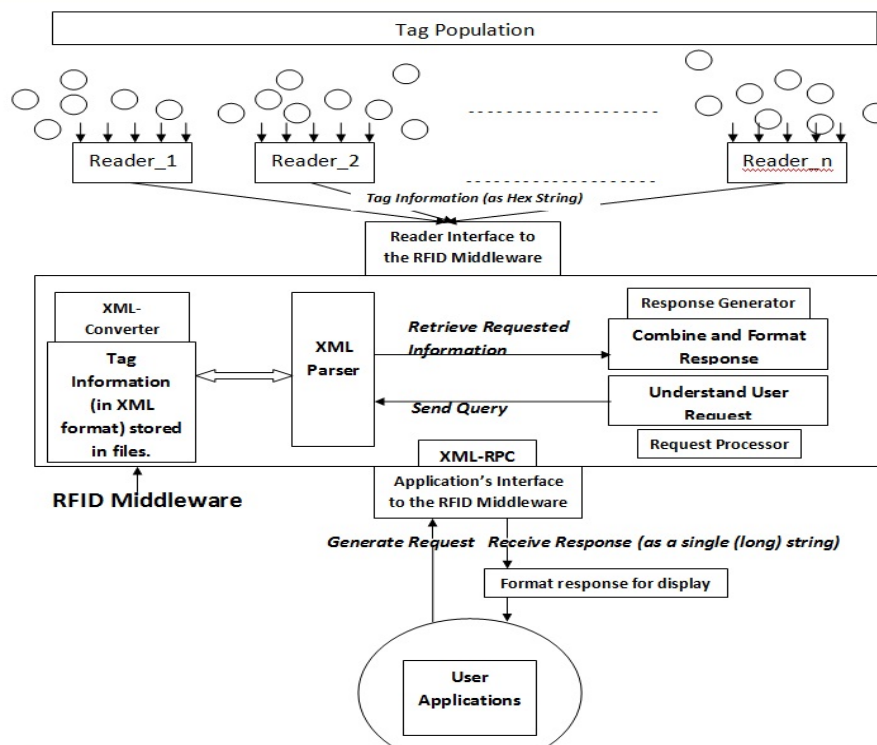 Tag Population
Reader_1
Reader_2
Reader_n
Tag Information (as Hex String)
Reader Interface to
the RFID Middleware
XML-
Converter
Tag
Information
(in XML
format) stored
in files.
XML
Parser
Retrieve Requested
Information
Send Query
Response Generator
Combine and Format
Response
Understand User
Request
Request Processor
XML-RPC
Application's Interface
to the RFID Middleware
RFID Middleware
Generate Request
Receive Response (as a single (long) string)
Format response for display
User
Applications